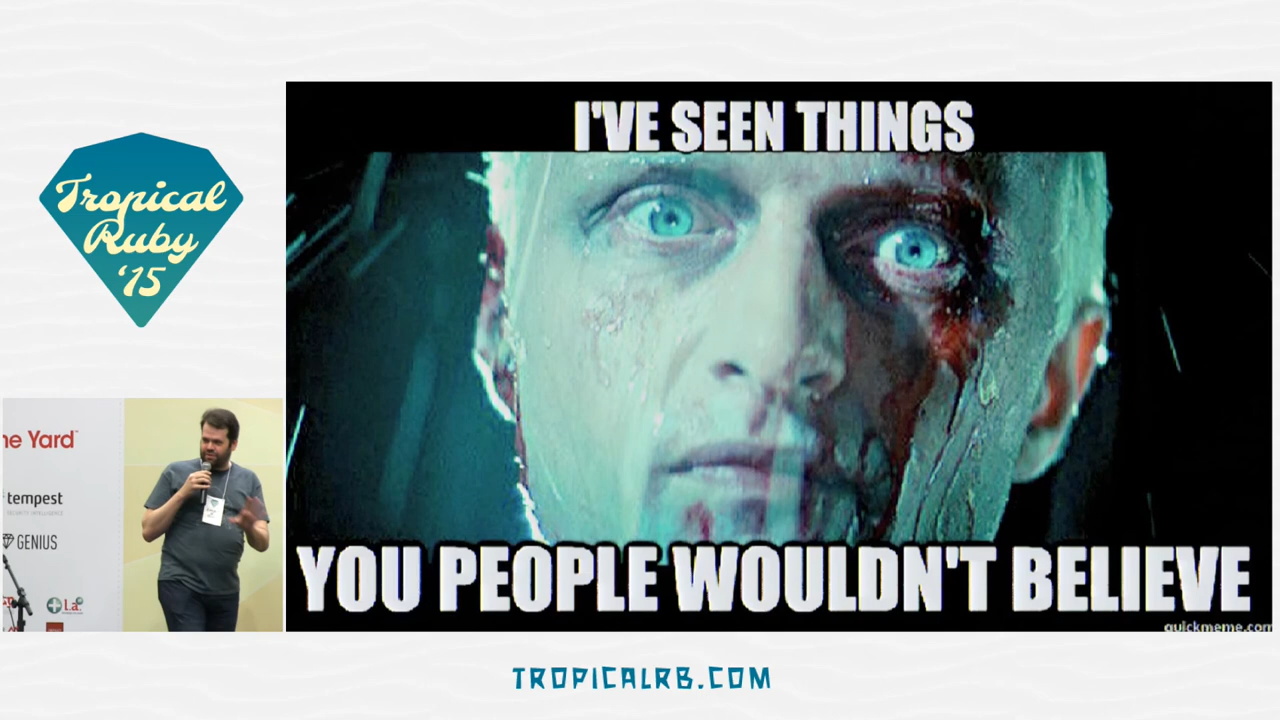 Tropical
Ruby
'15
I'VE SEEN THINGS
YOU PEOPLE WOULDN'T BELIEVE
quickmeme.com
ne Yard
tempest
GENIUS
TROPICALRB.COM